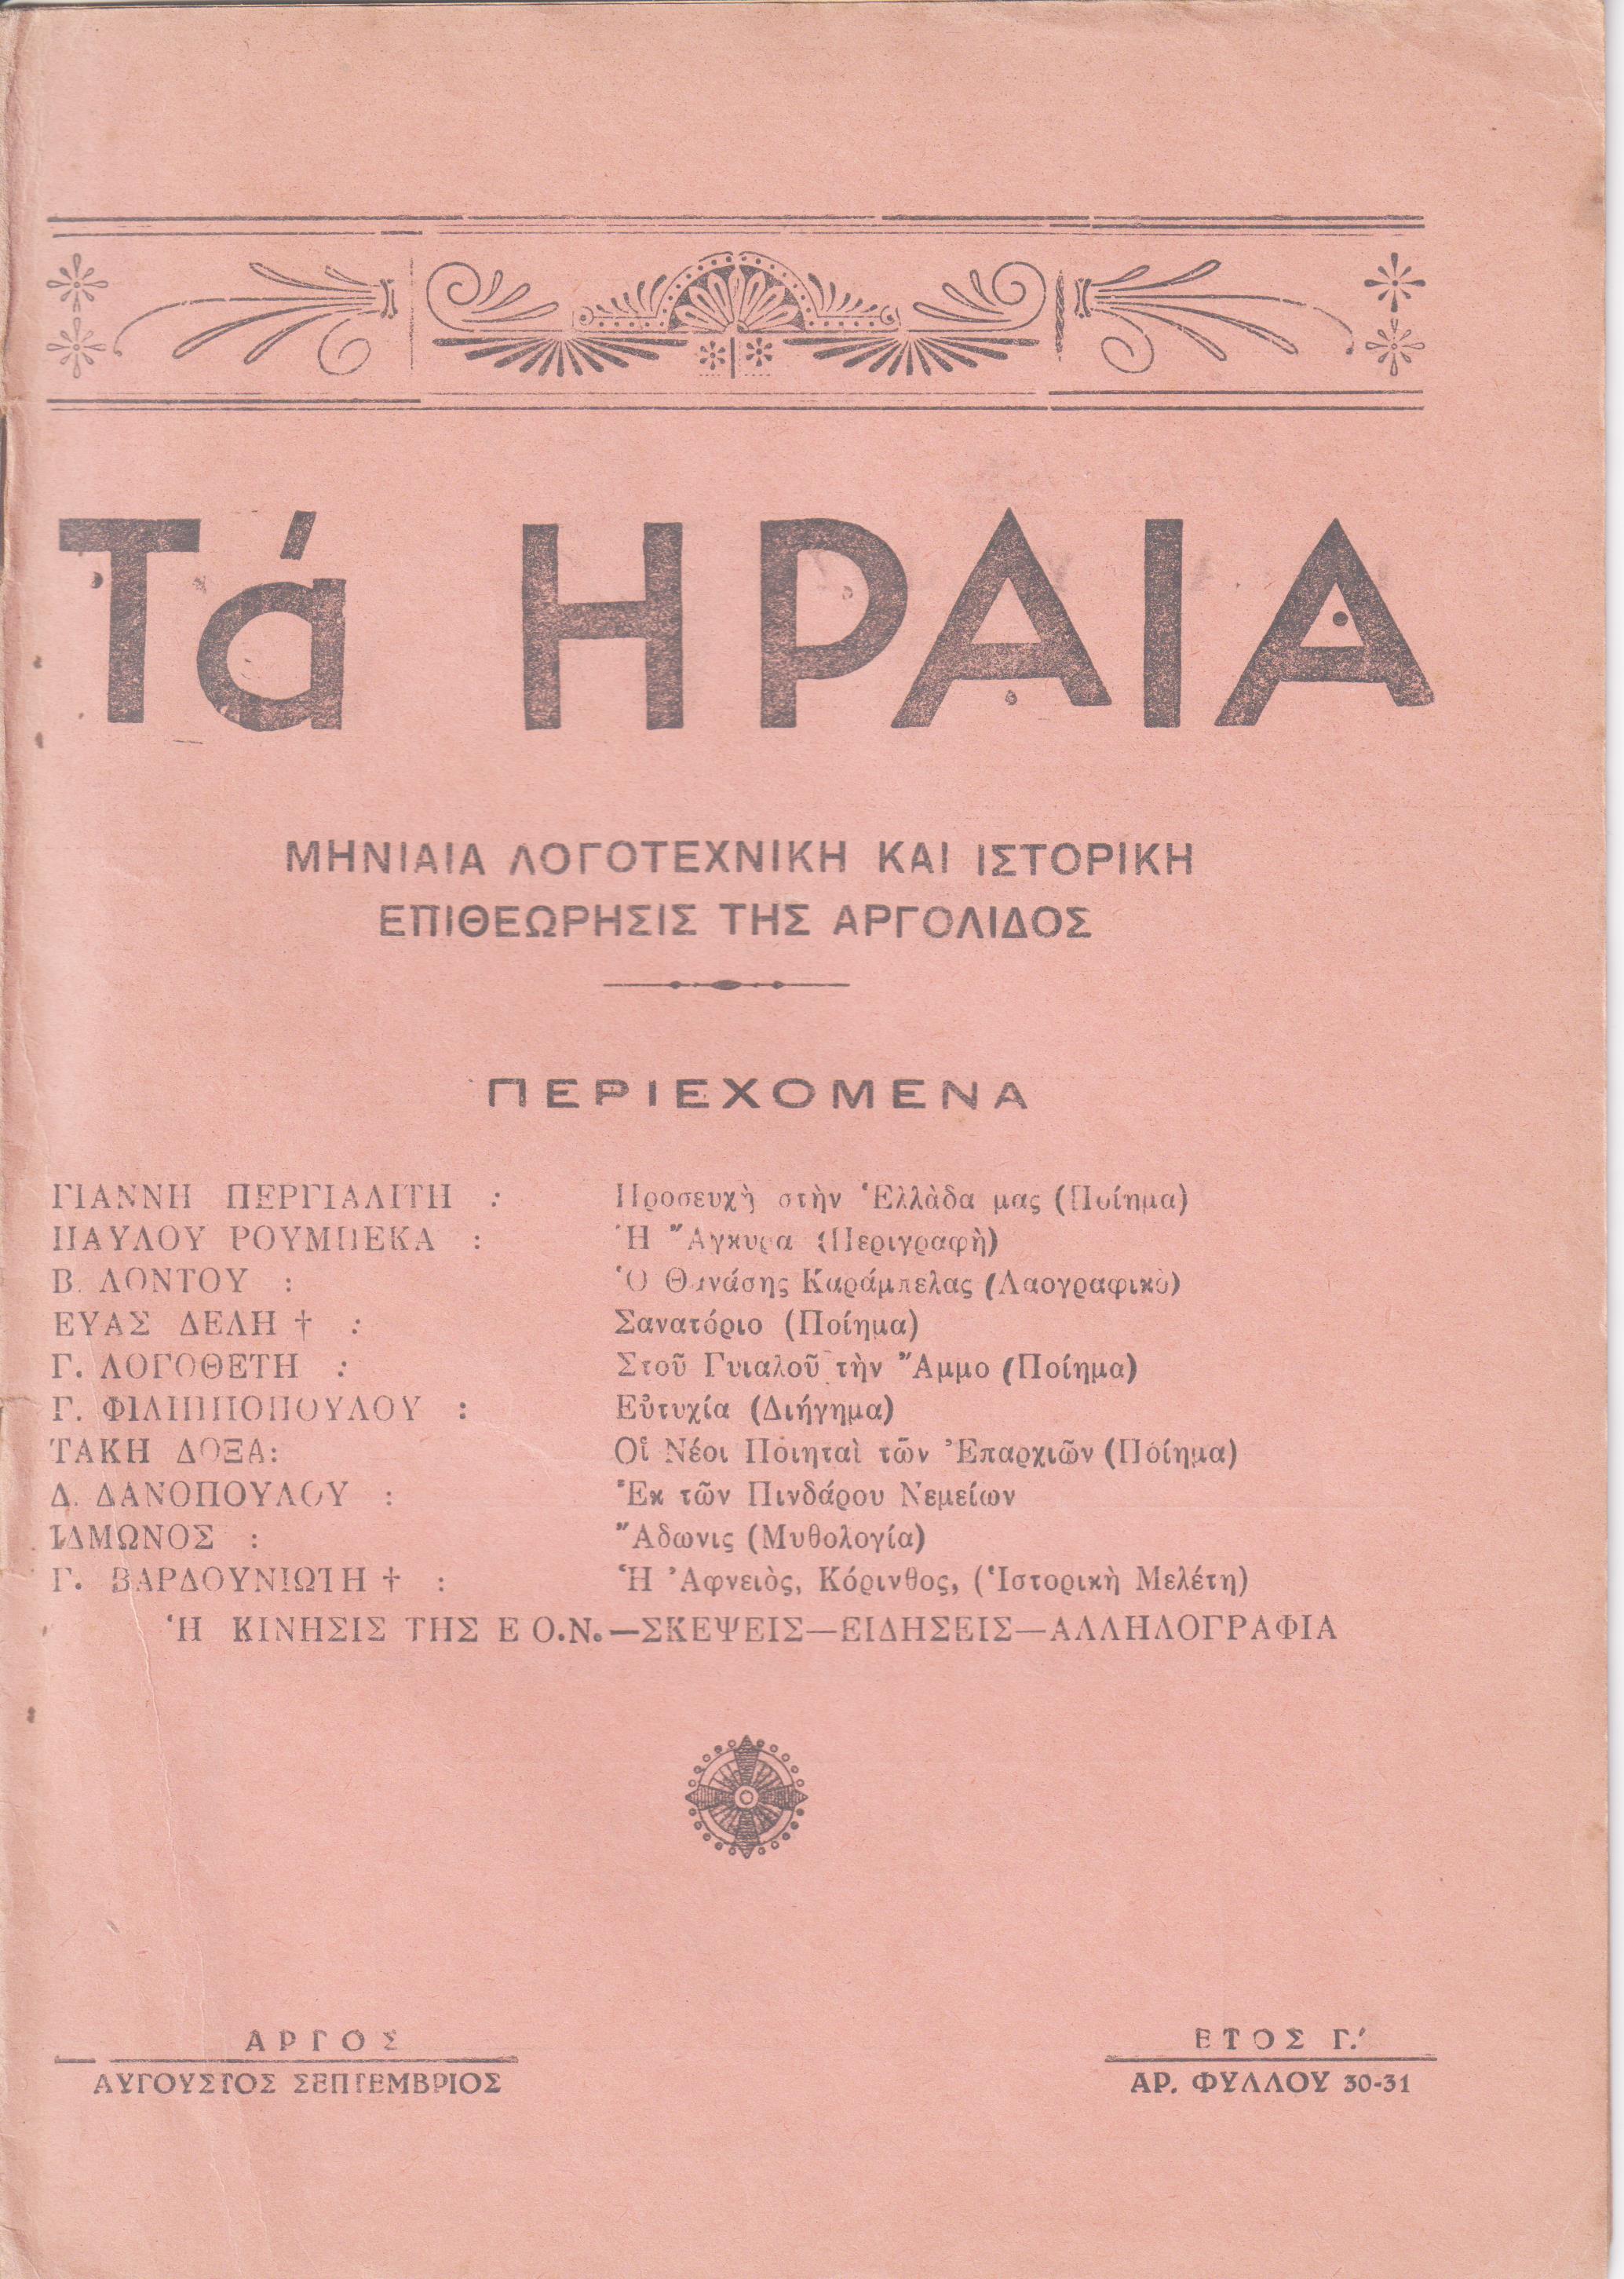 Τά ΗΡΑΙΑ
ΜΗΝΙΑΙΑ ΛΟΓΟΤΕΧΝΙΚΗ ΚΑΙ ΙΣΤΟΡΙΚΗ
ΕΠΙΘΕΩΡΗΣΙΣ ΤΗΣ ΑΡΓΟΛΙΔΟΣ
ΠΕΡΙΕΧΟΜΕΝΑ
ΓΙΑΝΝΗ ΠΕΡΓΙΑΛΙΤΗ : Προσευχὴ στὴν Ἑλλὰδα μας (Ποίημα)
ΠΑΥΛΟΥ ΡΟΥΜΠΕΚΑ : Ἡ Ἄγκυρα (Περιγραφὴ)
Β. ΛΟΝΤΟΥ : Ὁ Θανάσης Καράμπελας (Λαογραφικὸ)
ΕΥΑΣ ΔΕΛΗ † : Σανατόριο (Ποίημα)
Γ. ΛΟΓΟΘΕΤΗ : Στοῦ Γυιαλοῦ τὴν Ἄμμο (Ποίημα)
Γ. ΦΙΛΙΠΠΟΠΟΥΛΟΥ : Εὐτυχία (Διήγημα)
ΤΑΚΗ ΔΟΞΑ: Οἱ Νέοι Ποιηταὶ τῶν Ἐπαρχιῶν (Ποίημα)
Δ. ΔΑΝΟΠΟΥΛΟΥ : Ἐκ τῶν Πινδάρου Νεμείων
ΙΔΜΩΝΟΣ : Ἄδωνις (Μυθολογία)
Γ. ΒΑΡΔΟΥΝΙΩΤΗ † : Ἡ Ἀφνειὸς, Κόρινθος, (Ἱστορικὴ Μελέτη)
Ἡ ΚΙΝΗΣΙΣ ΤΗΣ Ε Ο.Ν.—ΣΚΕΨΕΙΣ—ΕΙΔΗΣΕΙΣ—ΑΛΛΗΛΟΓΡΑΦΙΑ
ΑΡΓΟΣ
ΑΥΓΟΥΣΤΟΣ ΣΕΠΤΕΜΒΡΙΟΣ
ΕΤΟΣ Γ.'
ΑΡ. ΦΥΛΛΟΥ 30-31